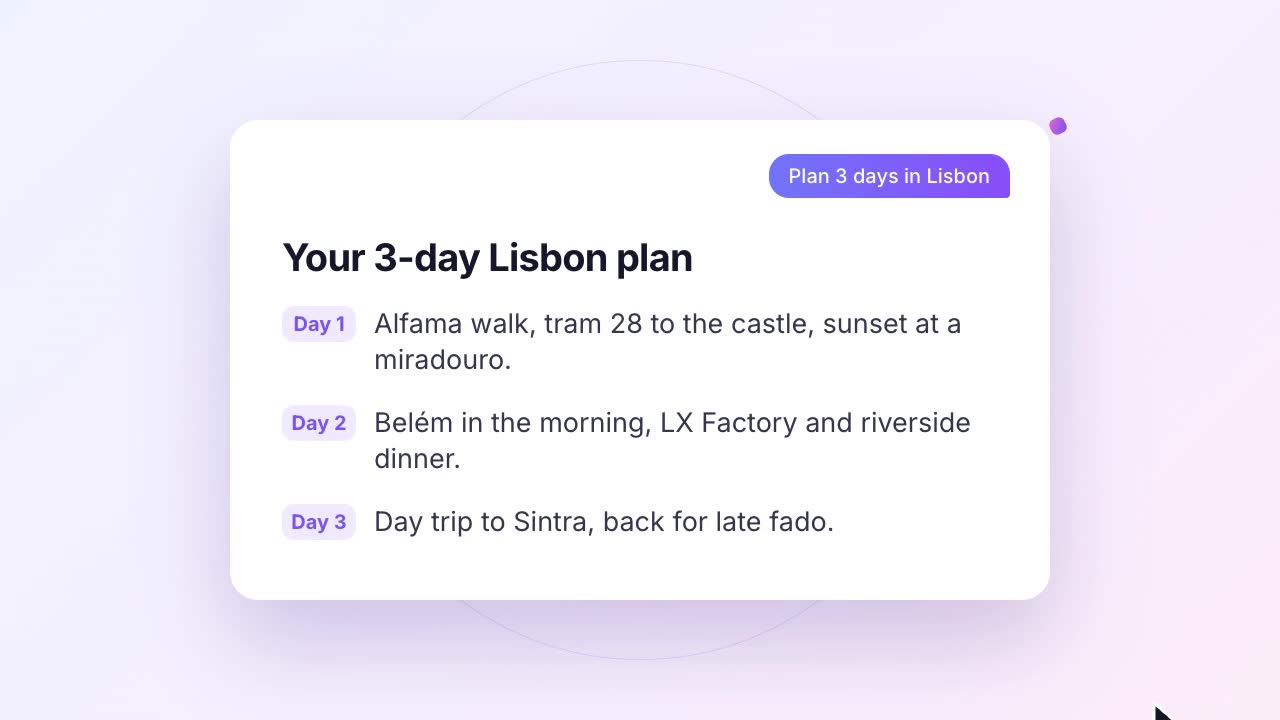 Plan 3 days in Lisbon
Your 3-day Lisbon plan
Day 1 Alfama walk, tram 28 to the castle, sunset at a
miradouro.
Day 2 Belém in the morning, LX Factory and riverside
dinner.
Day 3 Day trip to Sintra, back for late fado.